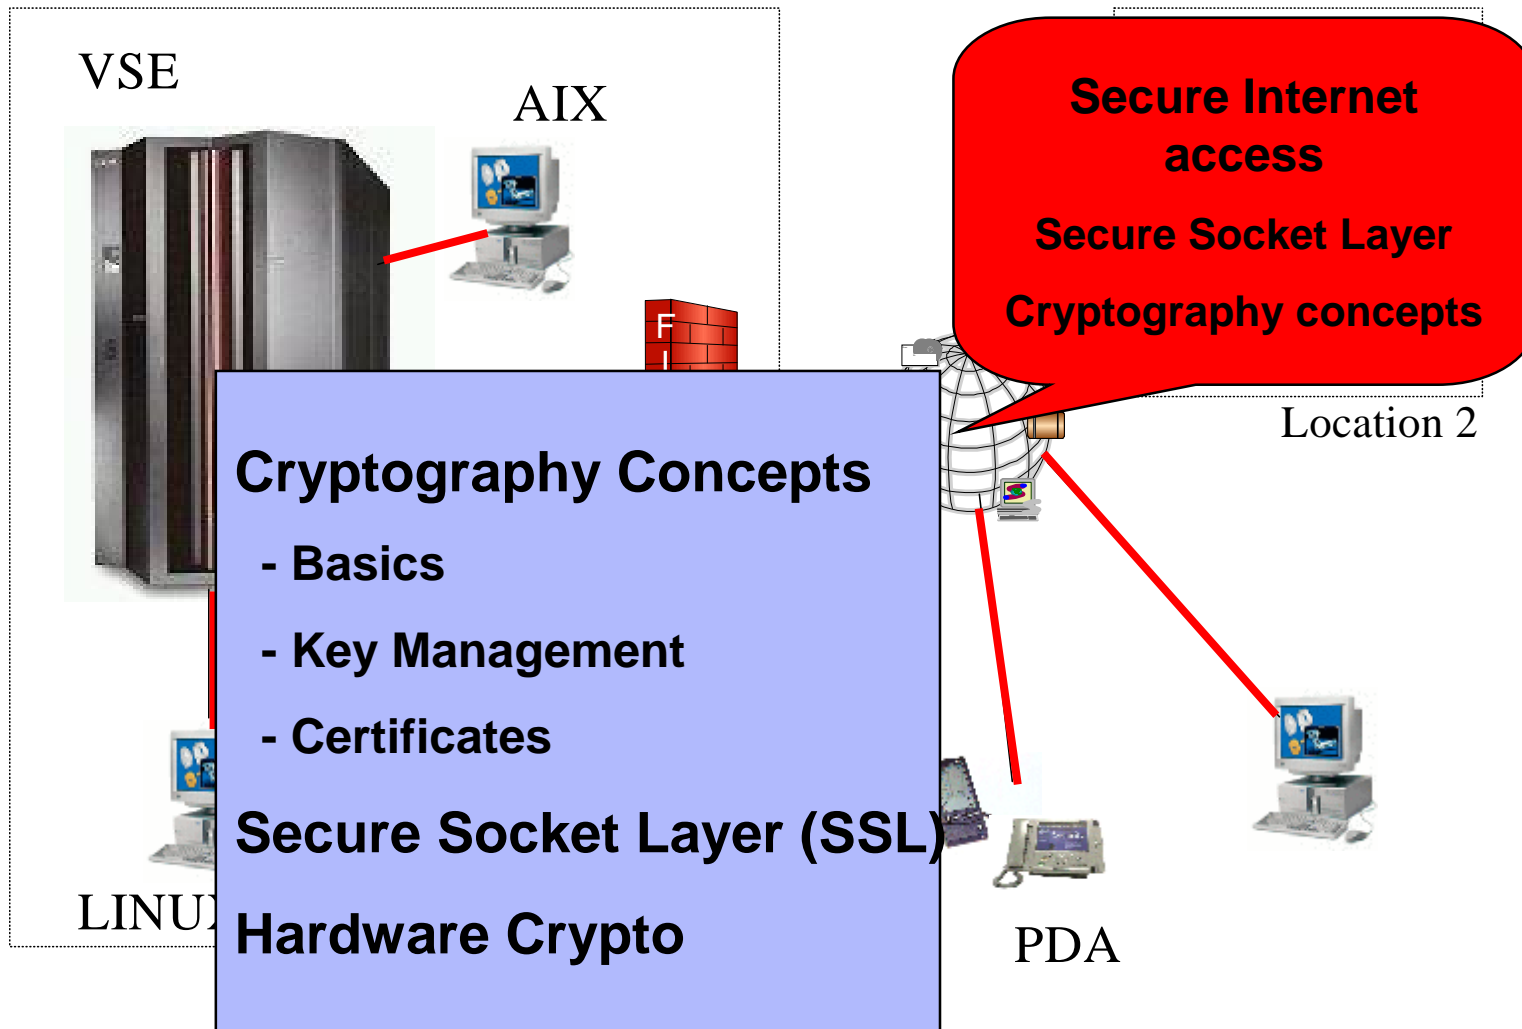 VSE
AIX
Secure Internet
access
Secure Socket Layer
Cryptography concepts
F
I
Location 2
Cryptography Concepts
- Basics
- Key Management
- Certificates
Secure Socket Layer (SSL)
Hardware Crypto
LINUX
PDA